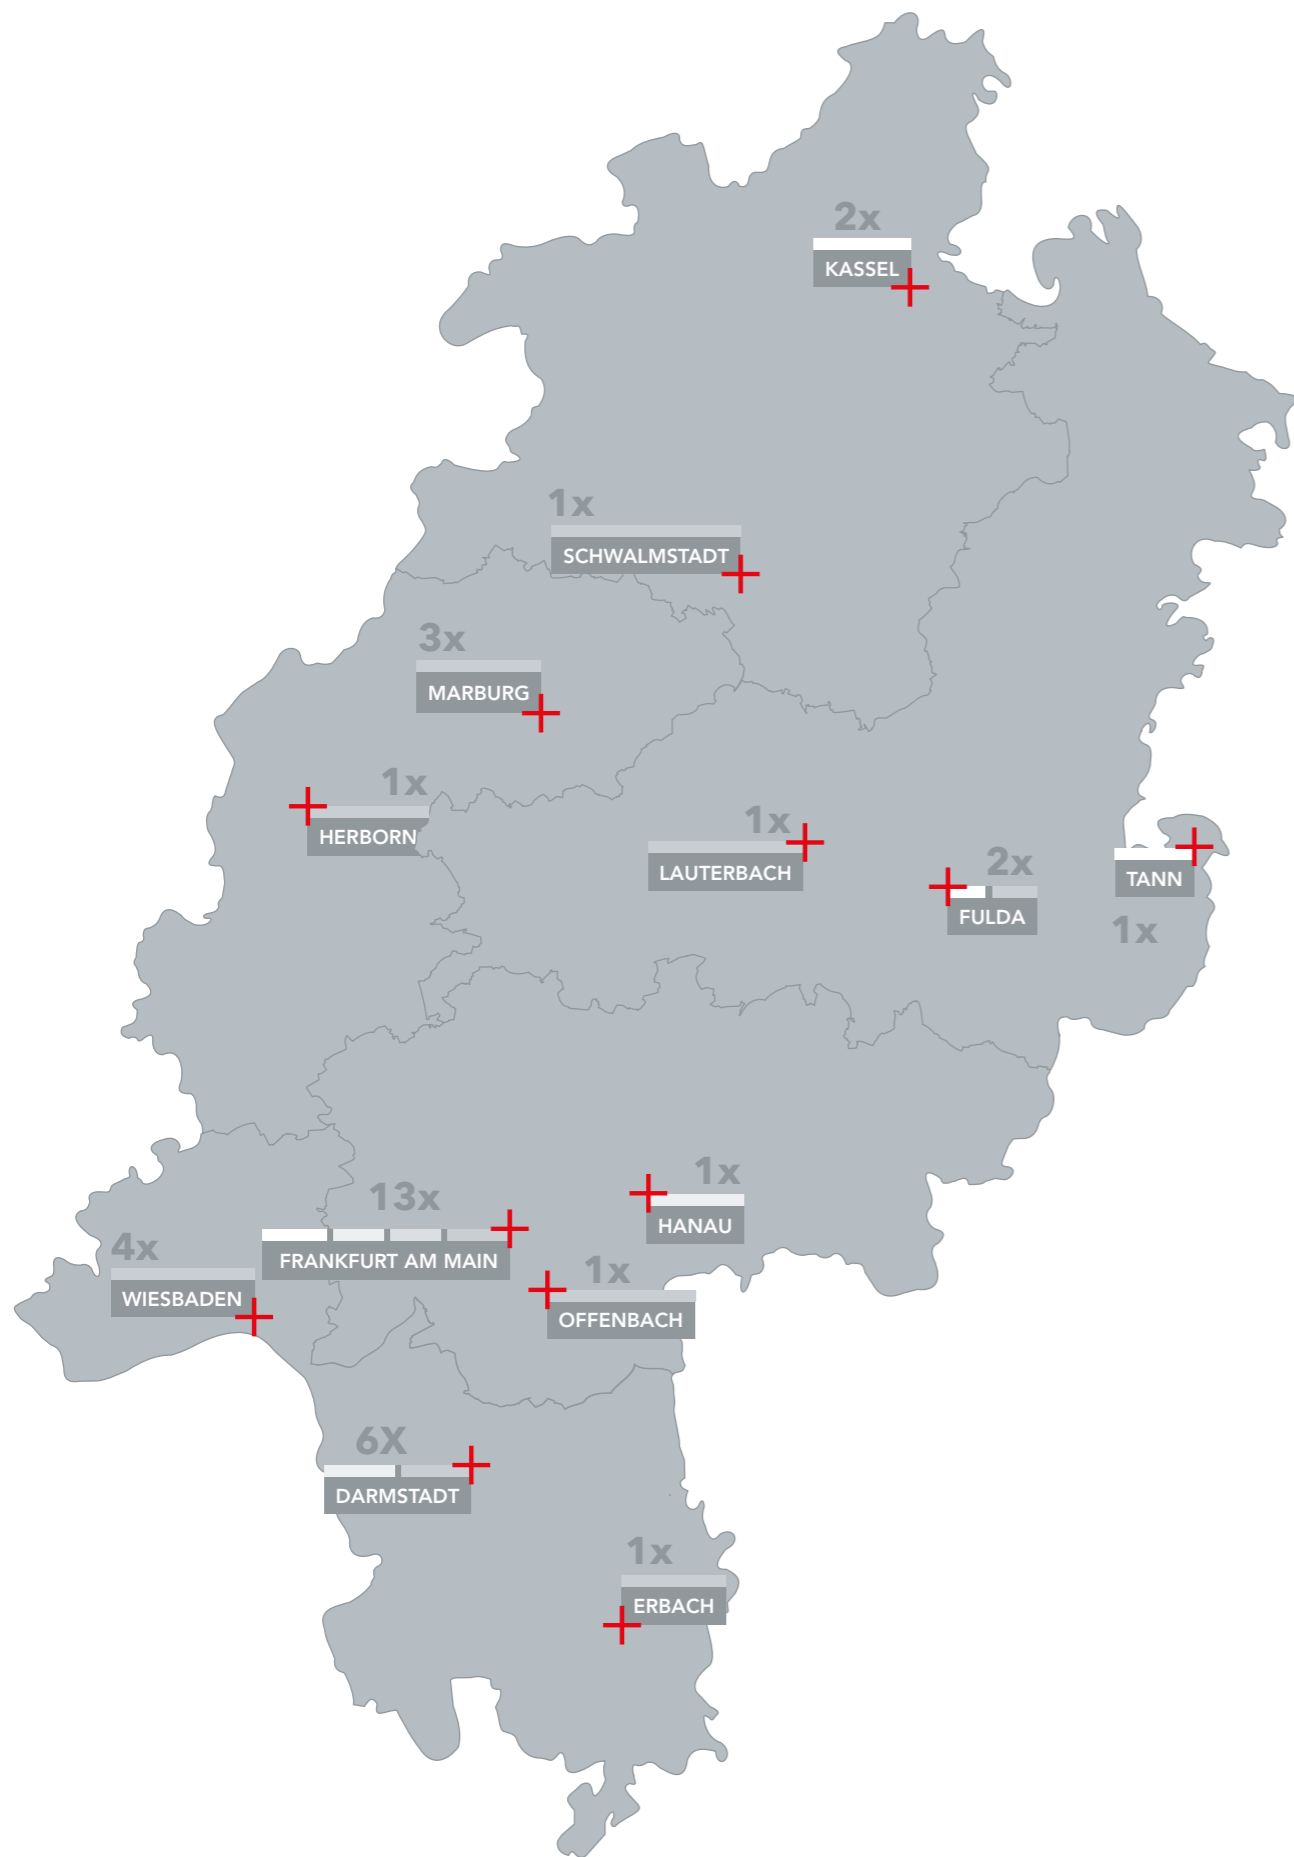 2x
KASSEL
1x
SCHWALMSTADT
3x
MARBURG
1x
HERBORN
1x
LAUTERBACH
2x
FULDA
TANN
1x
1x
HANAU
13x
FRANKFURT AM MAIN
4x
WIESBADEN
1x
OFFENBACH
6X
DARMSTADT
1x
ERBACH